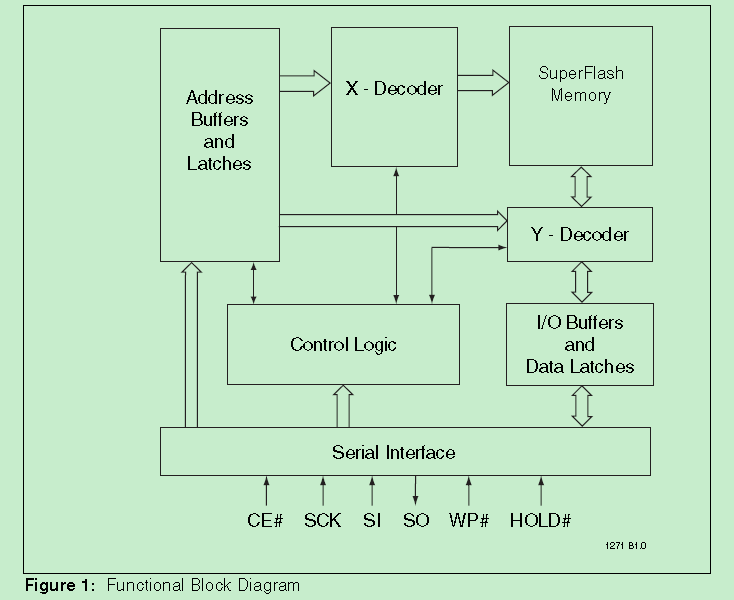 Address
Buffers
and
Latches
X - Decoder
SuperFlash
Memory
Y - Decoder
Control Logic
I/O Buffers
and
Data Latches
Serial Interface
CE# SCK SI SO WP# HOLD#
1271 B1.0
Figure 1: Functional Block Diagram